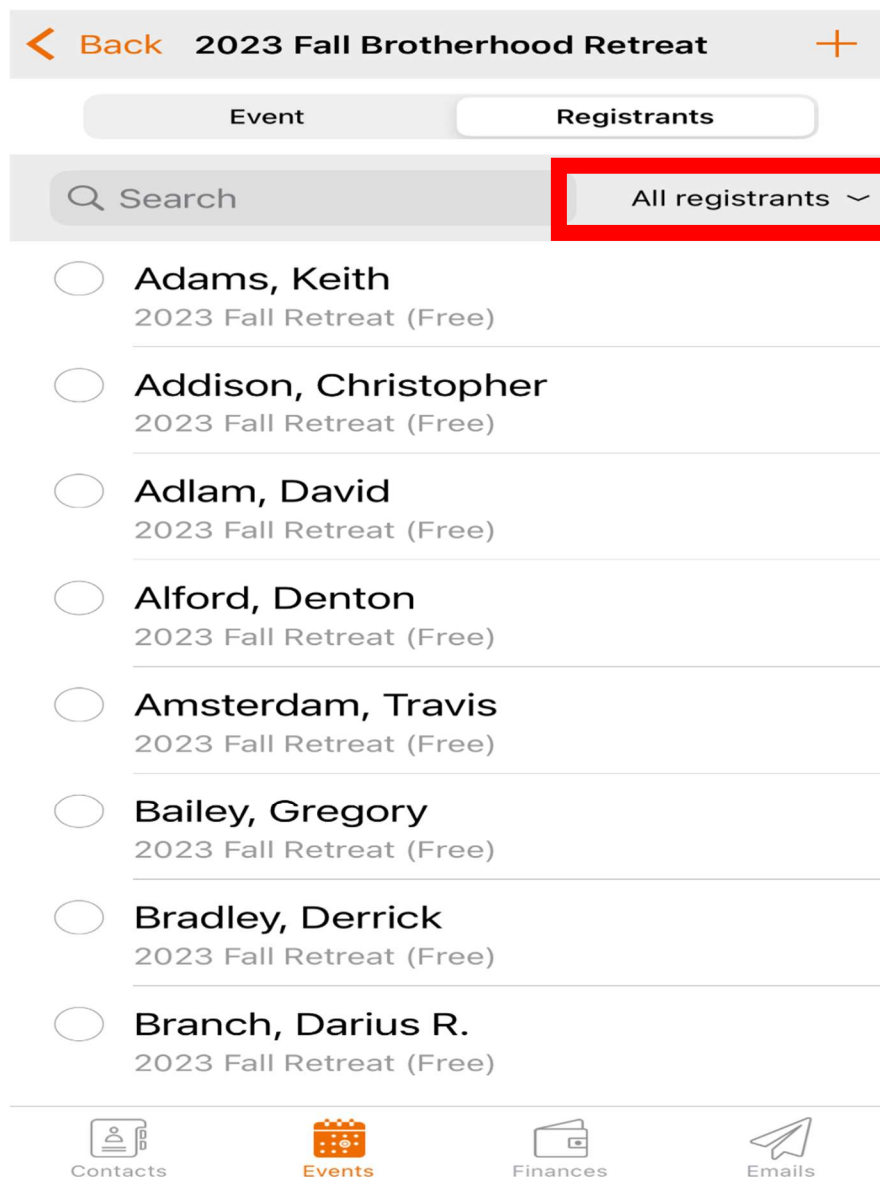 Back 2023 Fall Brotherhood Retreat
Event Registrants
Search All registrants
Adams, Keith
2023 Fall Retreat (Free)
Addison, Christopher
2023 Fall Retreat (Free)
Adlam, David
2023 Fall Retreat (Free)
Alford, Denton
2023 Fall Retreat (Free)
Amsterdam, Travis
2023 Fall Retreat (Free)
Bailey, Gregory
2023 Fall Retreat (Free)
Bradley, Derrick
2023 Fall Retreat (Free)
Branch, Darius R.
2023 Fall Retreat (Free)
Contacts Events Finances Emails